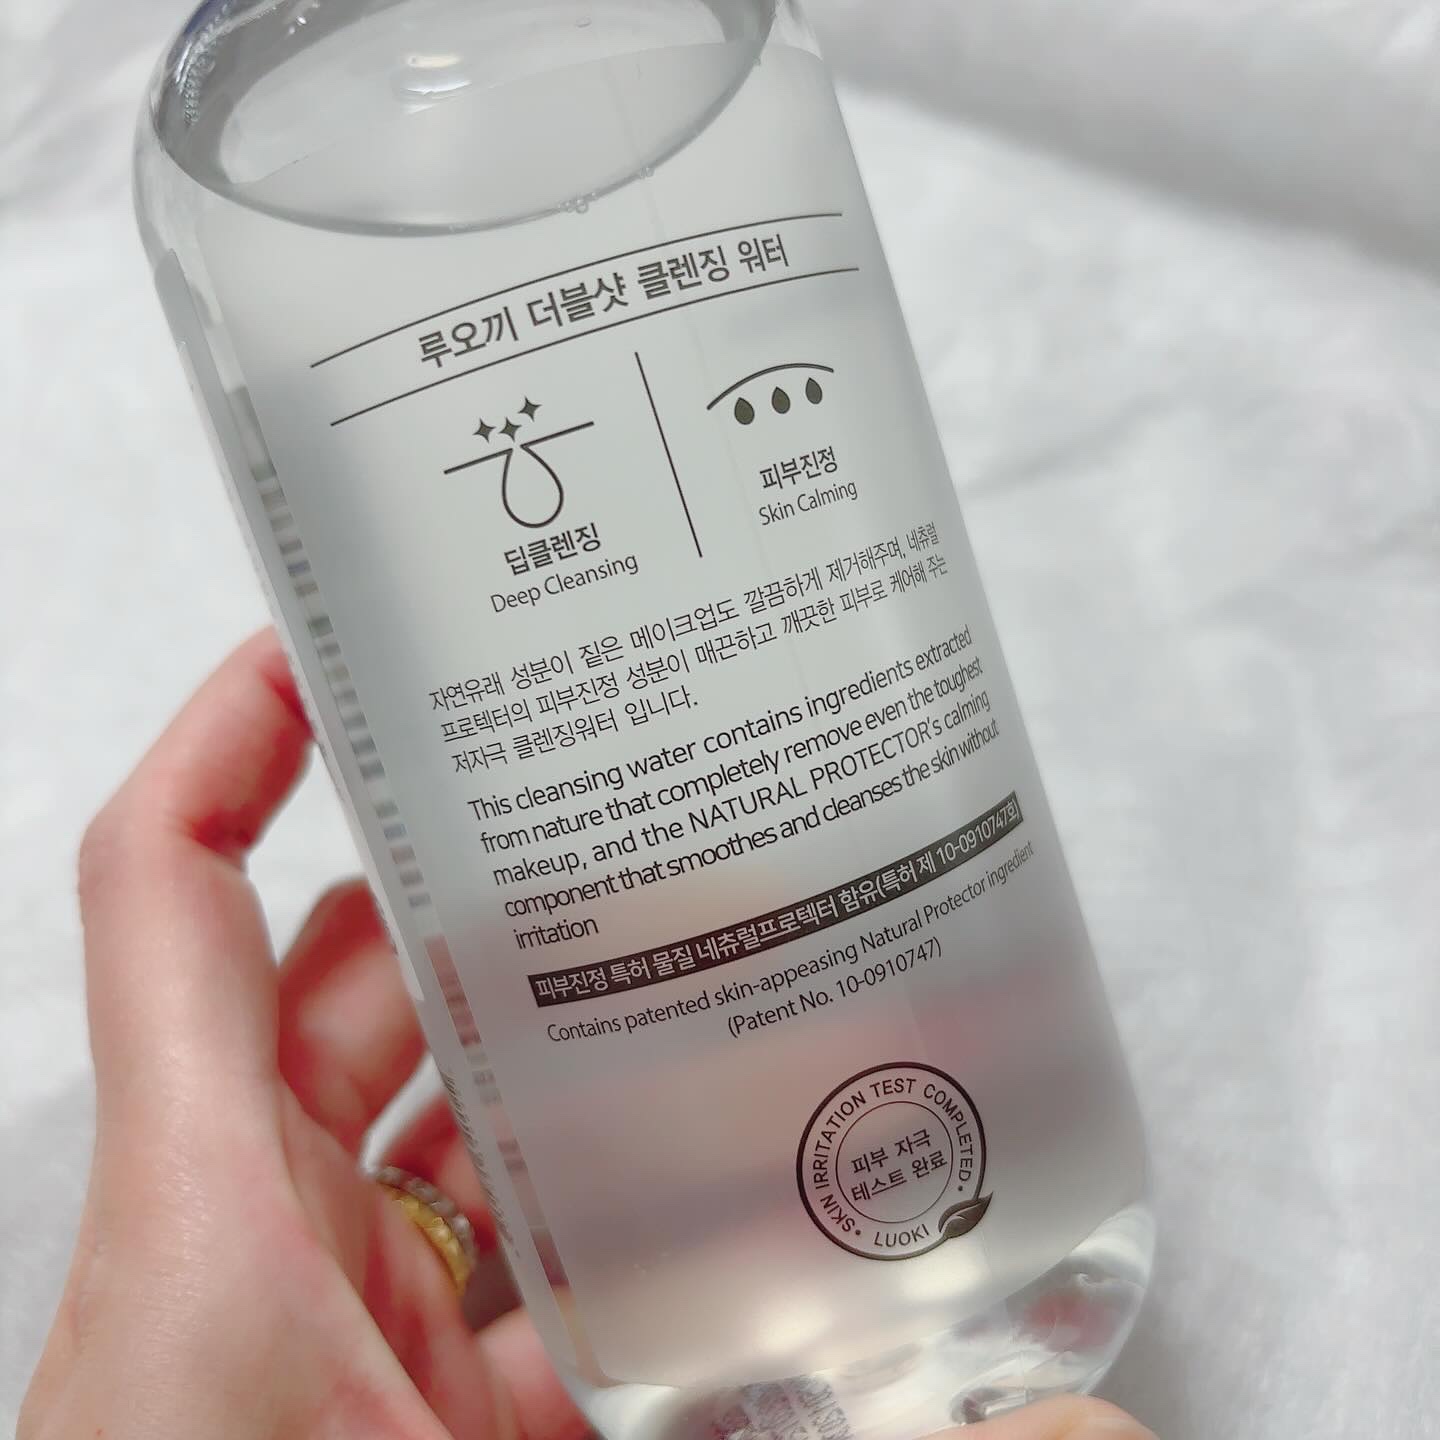 루오끼 더블샷 클렌징 워터
딥클렌징
Deep Cleansing
피부진정
Skin Calming
자연유래 성분이 짙은 메이크업도 깔끔하게 제거해주며, 네츄럴
프로텍터의 피부진정 성분이 매끈하고 깨끗한 피부로 케어해 주는
저자극 클렌징워터 입니다.
This cleansing water contains ingredients extracted
from nature that completely remove even the toughest
makeup, and the NATURAL PROTECTOR's calming
component that smoothes and cleanses the skin without
irritation
피부진정 특허 물질 네츄럴프로텍터 함유(특허 제 10-0910747호)
Contains patented skin-appeasing Natural Protector ingredient
(Patent No. 10-0910747)
•SKIN IRRITATION TEST COMPLETED•
피부 자극
테스트 완료
LUOKI